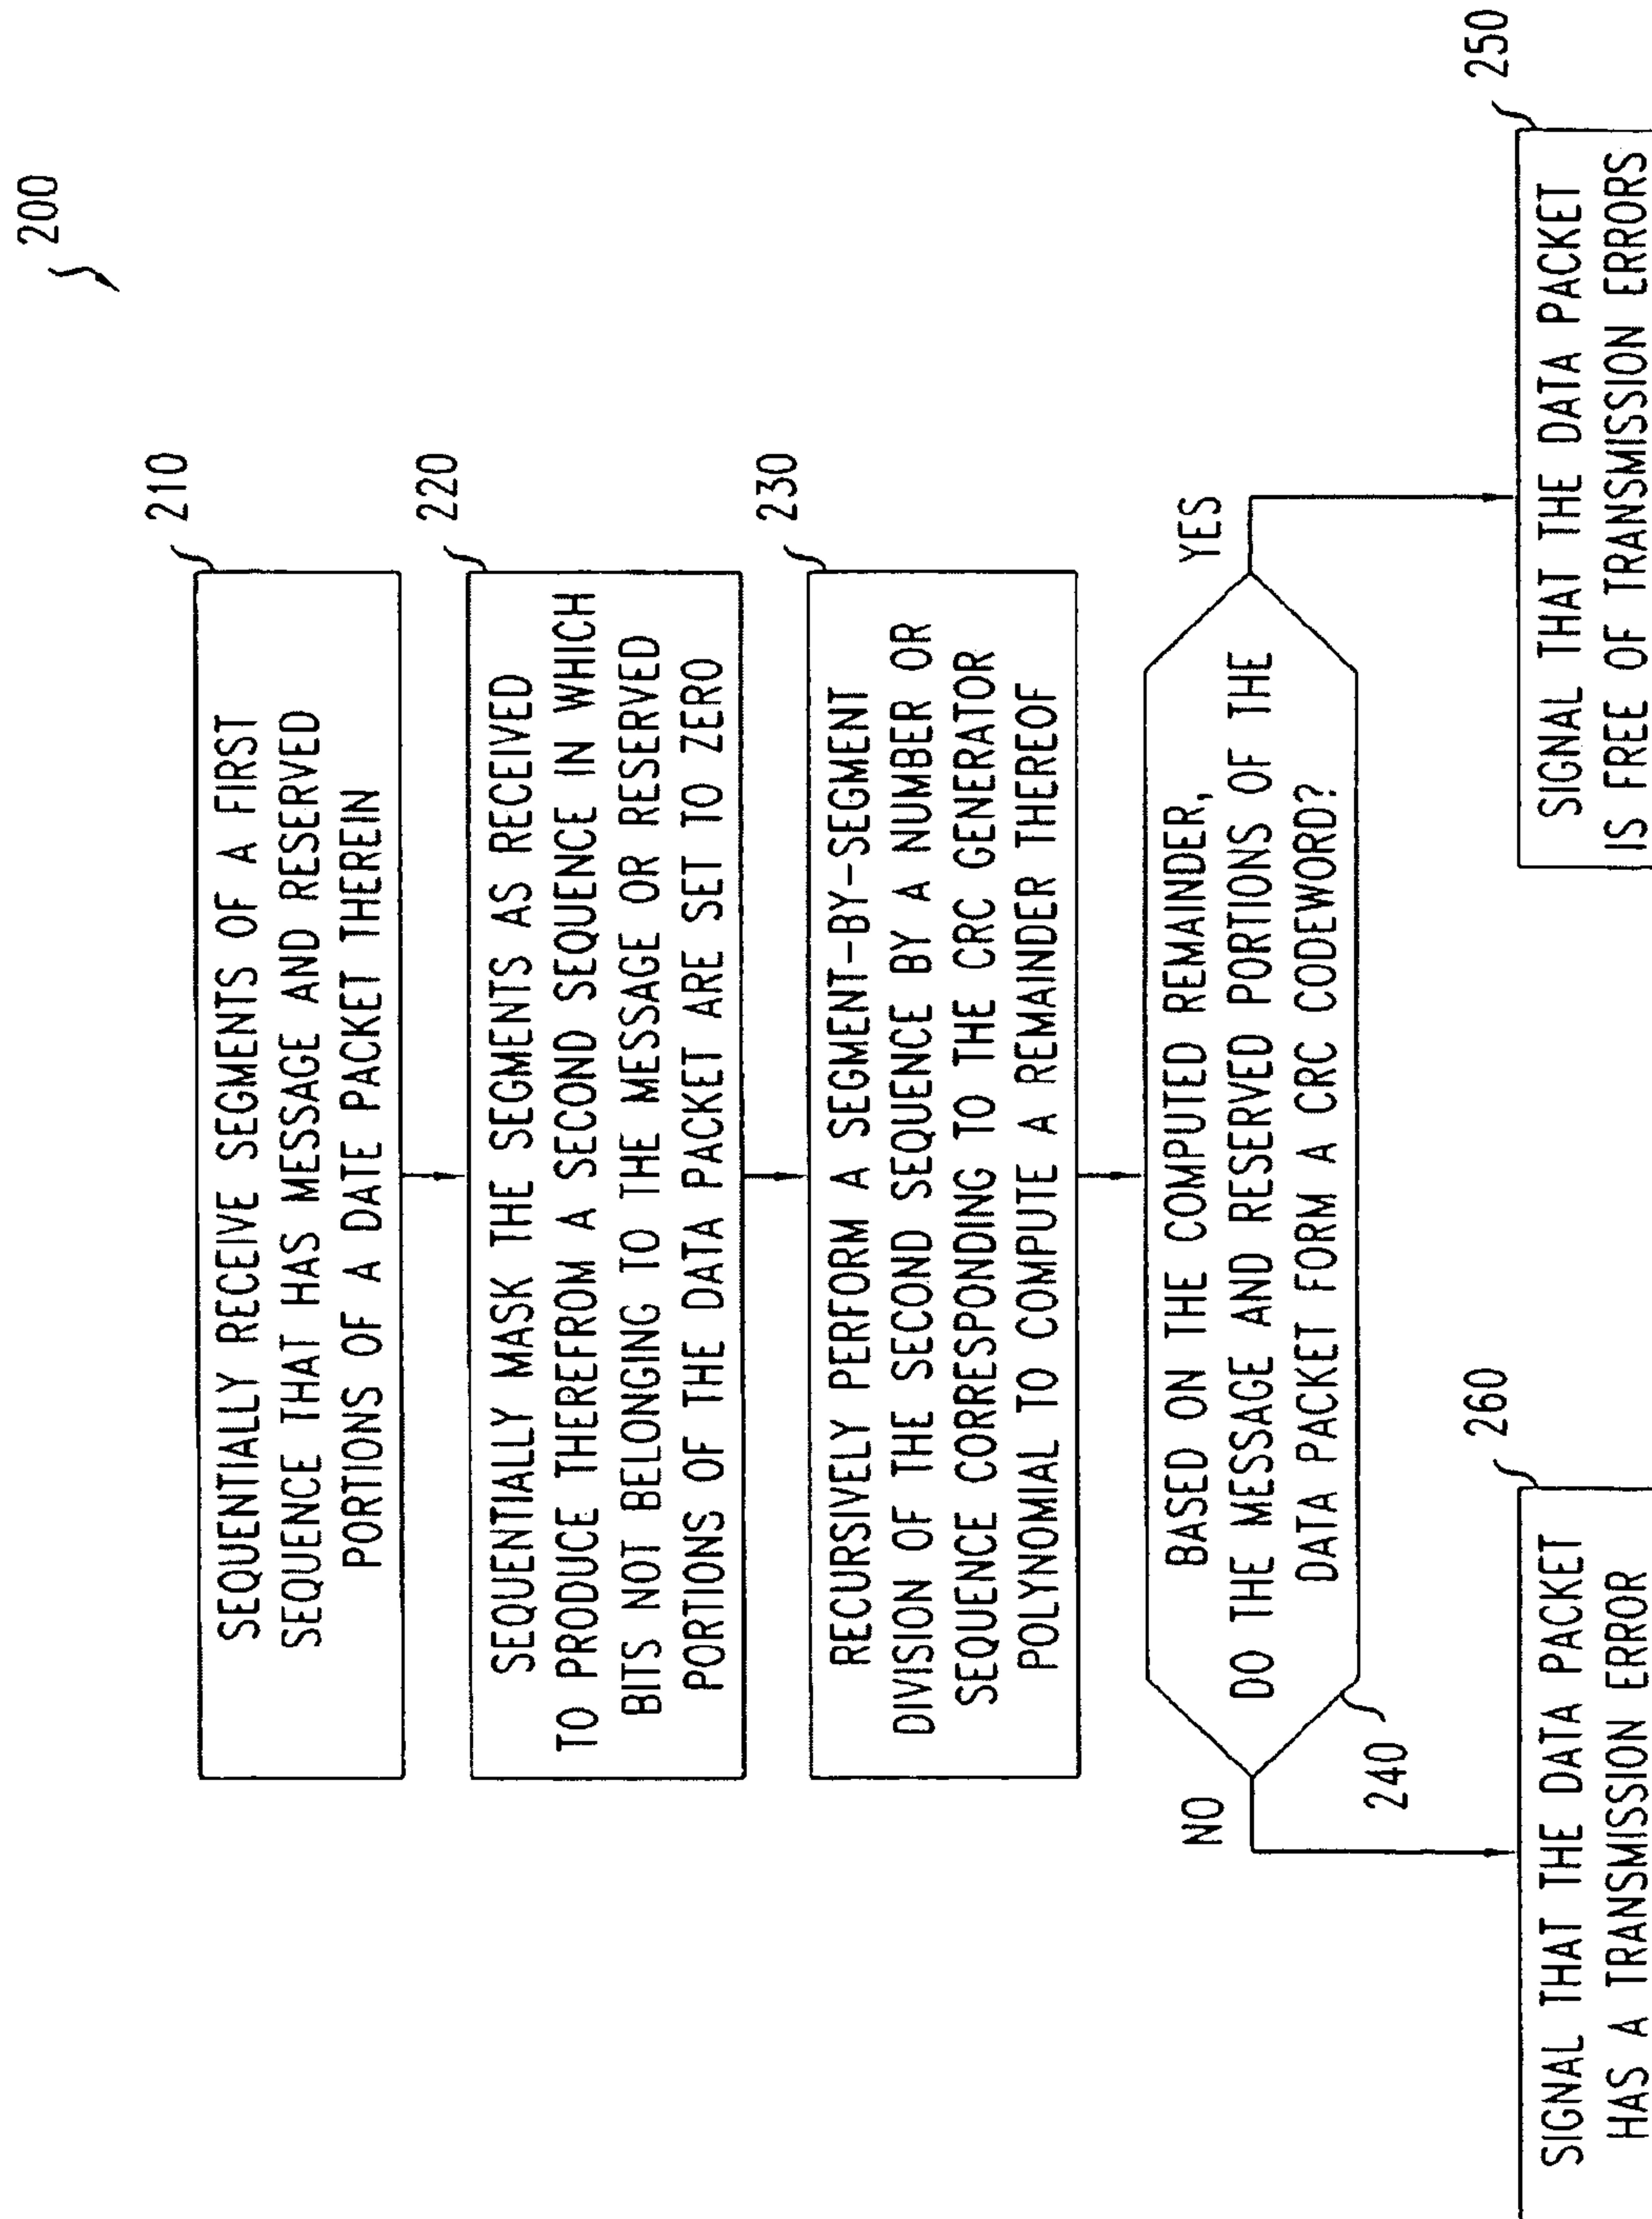 200
210
SEQUENTIALLY RECEIVE SEGMENTS OF A FIRST
SEQUENCE THAT HAS MESSAGE AND RESERVED
PORTIONS OF A DATE PACKET THEREIN
220
SEQUENTIALLY MASK THE SEGMENTS AS RECEIVED
TO PRODUCE THEREFROM A SECOND SEQUENCE IN WHICH
BITS NOT BELONGING TO THE MESSAGE OR RESERVED
PORTIONS OF THE DATA PACKET ARE SET TO ZERO
230
RECURSIVELY PERFORM A SEGMENT-BY-SEGMENT
DIVISION OF THE SECOND SEQUENCE BY A NUMBER OR
SEQUENCE CORRESPONDING TO THE CRC GENERATOR
POLYNOMIAL TO COMPUTE A REMAINDER THEREOF
BASED ON THE COMPUTED REMAINDER,
DO THE MESSAGE AND RESERVED PORTIONS OF THE
DATA PACKET FORM A CRC CODEWORD?
240
NO
YES
260
SIGNAL THAT THE DATA PACKET
HAS A TRANSMISSION ERROR
250
SIGNAL THAT THE DATA PACKET
IS FREE OF TRANSMISSION ERRORS